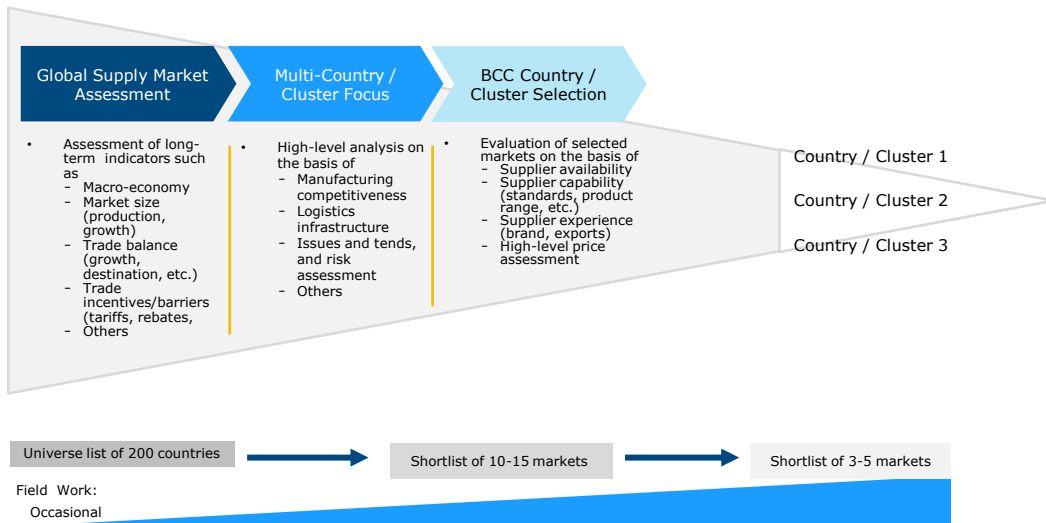 Global Supply Market
Assessment
Multi-Country /
Cluster Focus
BCC Country /
Cluster Selection
• Assessment of long-
term indicators such
as
– Macro-economy
– Market size
(production,
growth)
– Trade balance
(growth,
destination, etc.)
– Trade
incentives/barriers
(tariffs, rebates,
– Others
• High-level analysis on
the basis of
– Manufacturing
competitiveness
– Logistics
infrastructure
– Issues and tends,
and risk
assessment
– Others
• Evaluation of selected
markets on the basis of
– Supplier availability
– Supplier capability
(standards, product
range, etc.)
– Supplier experience
(brand, exports)
– High-level price
assessment
Country / Cluster 1
Country / Cluster 2
Country / Cluster 3
Universe list of 200 countries
Shortlist of 10-15 markets
Shortlist of 3-5 markets
Field Work:
Occasional